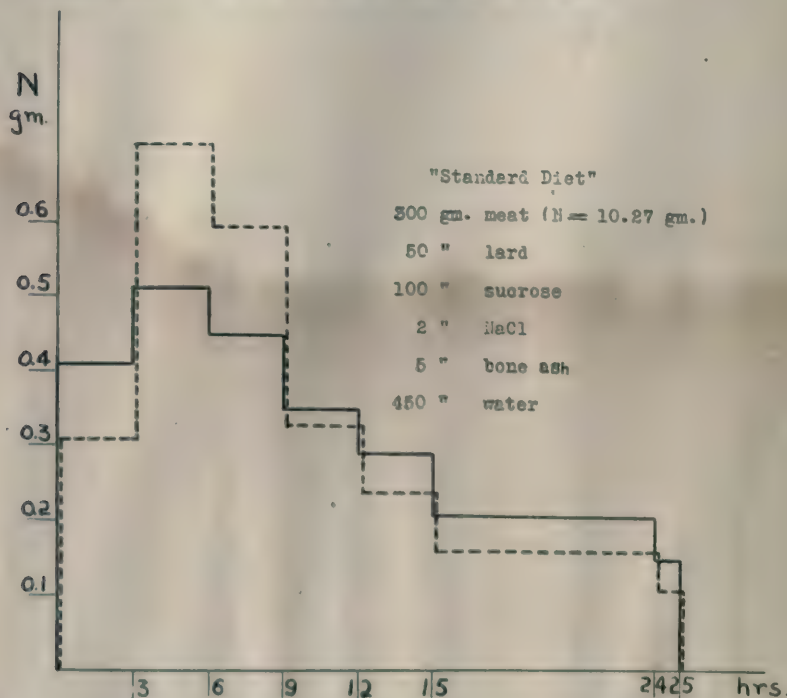 N
gm.
0.6
0.5
0.4
0.3
0.2
0.1
"Standard Diet"
300 gm. meat (N = 10.27 gm.)
50 " lard
100 " sucrose
2 " NaCl
5 " bone ash
450 " water
3 6 9 12 15 24 25 hrs.